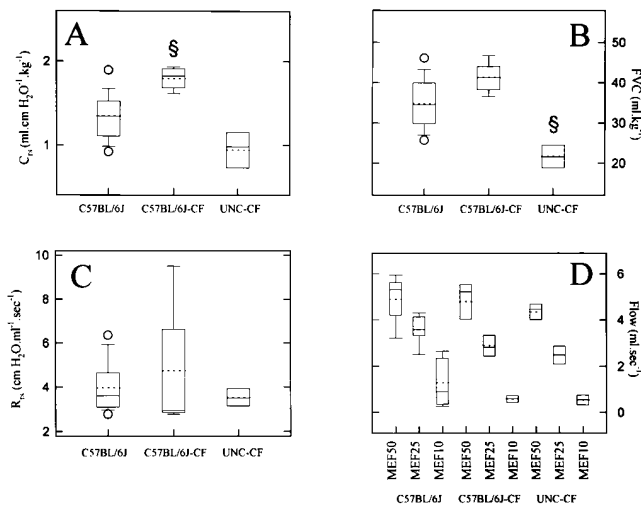 A
§
2
1
C_rs (ml.cm H2O⁻¹.kg⁻¹)
C57BL/6J C57BL/6J-CF UNC-CF
B
§
50
40
30
20
FVC (ml.kg⁻¹)
C57BL/6J C57BL/6J-CF UNC-CF
C
10
8
6
4
2
R_rs (cm H2O.ml⁻¹.sec⁻¹)
C57BL/6J C57BL/6J-CF UNC-CF
D
6
4
2
0
Flow (ml.sec⁻¹)
MEF50 MEF25 MEF10 MEF50 MEF25 MEF10 MEF50 MEF25 MEF10
C57BL/6J C57BL/6J-CF UNC-CF